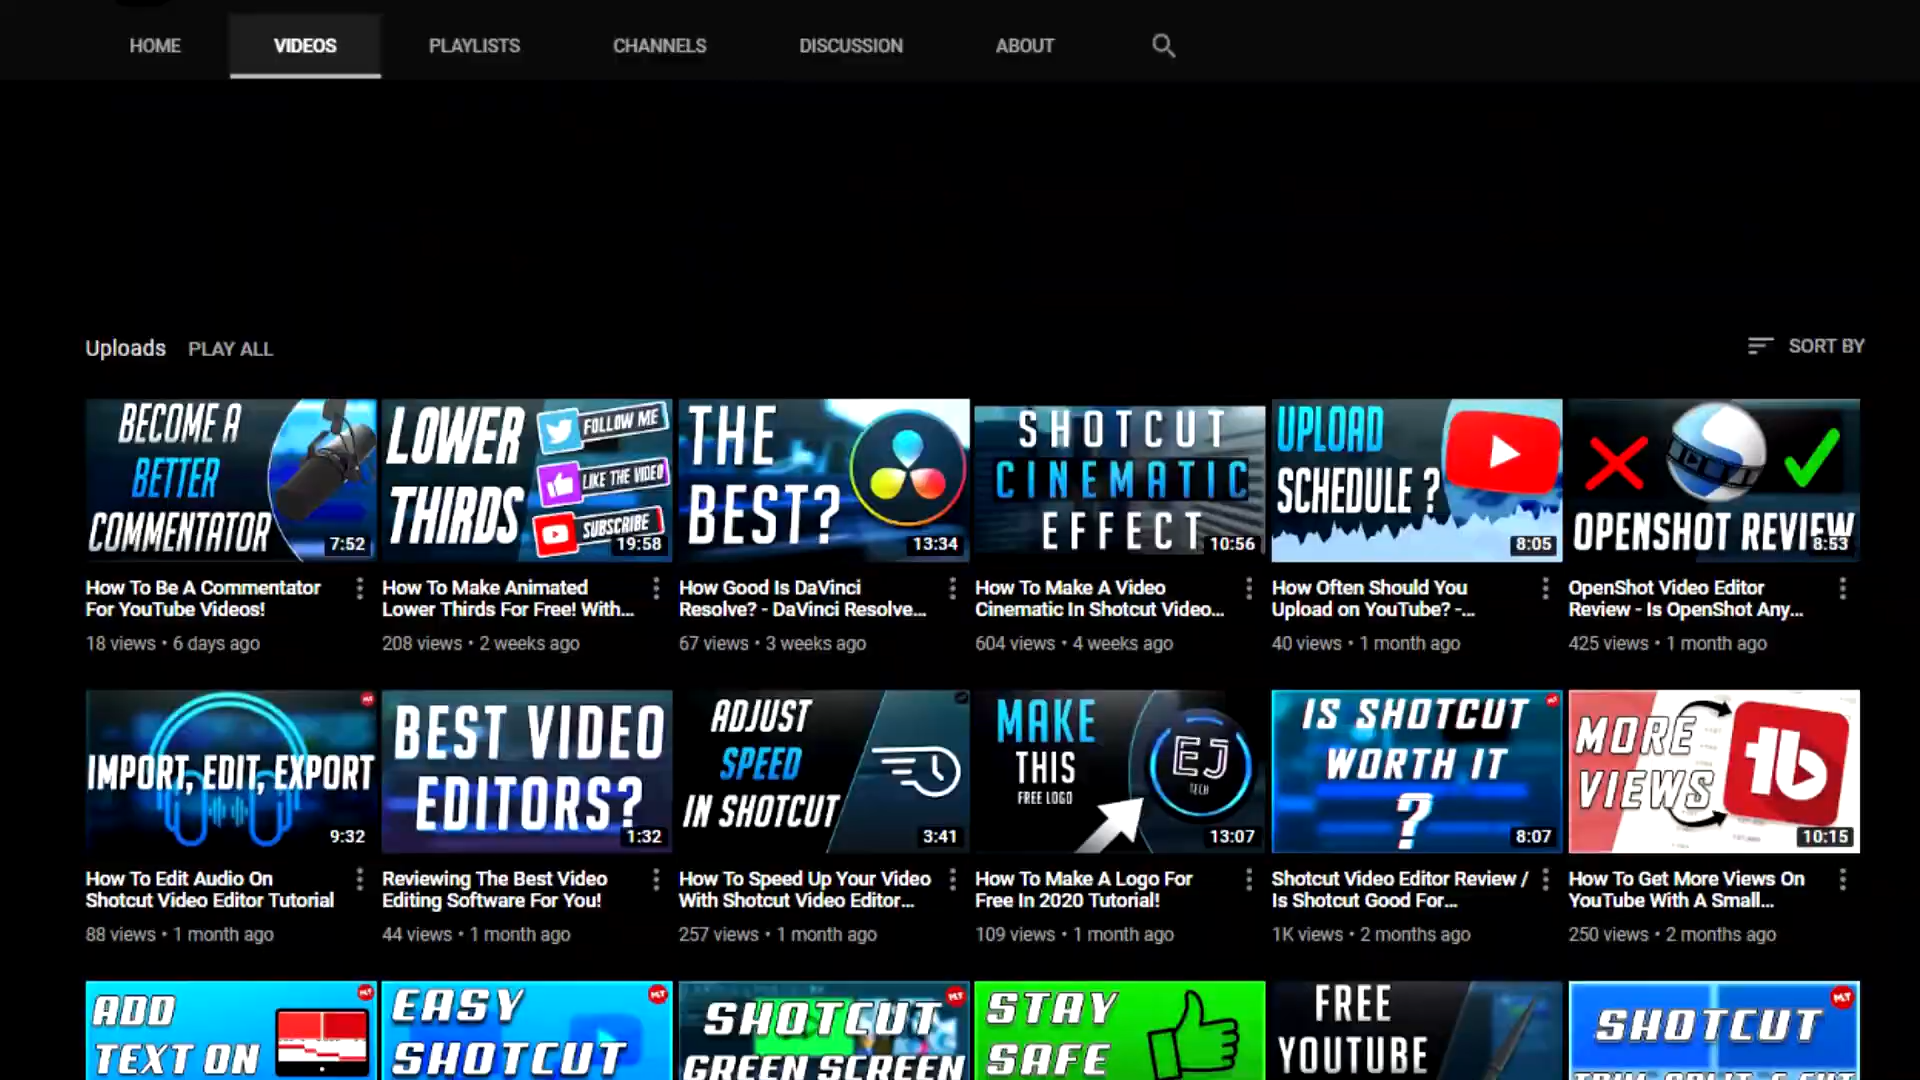 HOME VIDEOS PLAYLISTS CHANNELS DISCUSSION ABOUT
Uploads PLAY ALL
SORT BY
BECOME A
BETTER
COMMENTATOR
7:52
LOWER
THIRDS
FOLLOW ME
LIKE THE VIDEO
SUBSCRIBE
19:58
THE
BEST?
13:34
SHOTCUT
CINEMATIC
EFFECT
10:56
UPLOAD
SCHEDULE ?
8:05
OPENSHOT REVIEW
8:53
How To Be A Commentator
For YouTube Videos!
18 views • 6 days ago
How To Make Animated
Lower Thirds For Free! With...
208 views • 2 weeks ago
How Good Is DaVinci
Resolve? - DaVinci Resolve...
67 views • 3 weeks ago
How To Make A Video
Cinematic In Shotcut Video...
604 views • 4 weeks ago
How Often Should You
Upload on YouTube? -...
40 views • 1 month ago
OpenShot Video Editor
Review - Is OpenShot Any...
425 views • 1 month ago
IMPORT, EDIT, EXPORT
9:32
BEST VIDEO
EDITORS?
1:32
ADJUST
SPEED
IN SHOTCUT
3:41
MAKE
THIS
FREE LOGO
EJ
TECH
13:07
IS SHOTCUT
WORTH IT
?
8:07
MORE
VIEWS
10:15
How To Edit Audio On
Shotcut Video Editor Tutorial
88 views • 1 month ago
Reviewing The Best Video
Editing Software For You!
44 views • 1 month ago
How To Speed Up Your Video
With Shotcut Video Editor...
257 views • 1 month ago
How To Make A Logo For
Free In 2020 Tutorial!
109 views • 1 month ago
Shotcut Video Editor Review /
Is Shotcut Good For...
1K views • 2 months ago
How To Get More Views On
YouTube With A Small...
250 views • 2 months ago
ADD
TEXT ON
MLT
EASY
SHOTCUT
MLT
SHOTCUT
GREEN SCREEN
MLT
STAY
SAFE
FREE
YOUTUBE
SHOTCUT
MLT